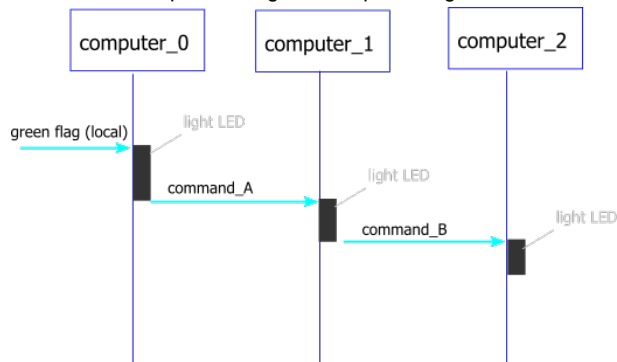 computer_0
computer_1
computer_2
green flag (local)
light LED
command_A
light LED
command_B
light LED